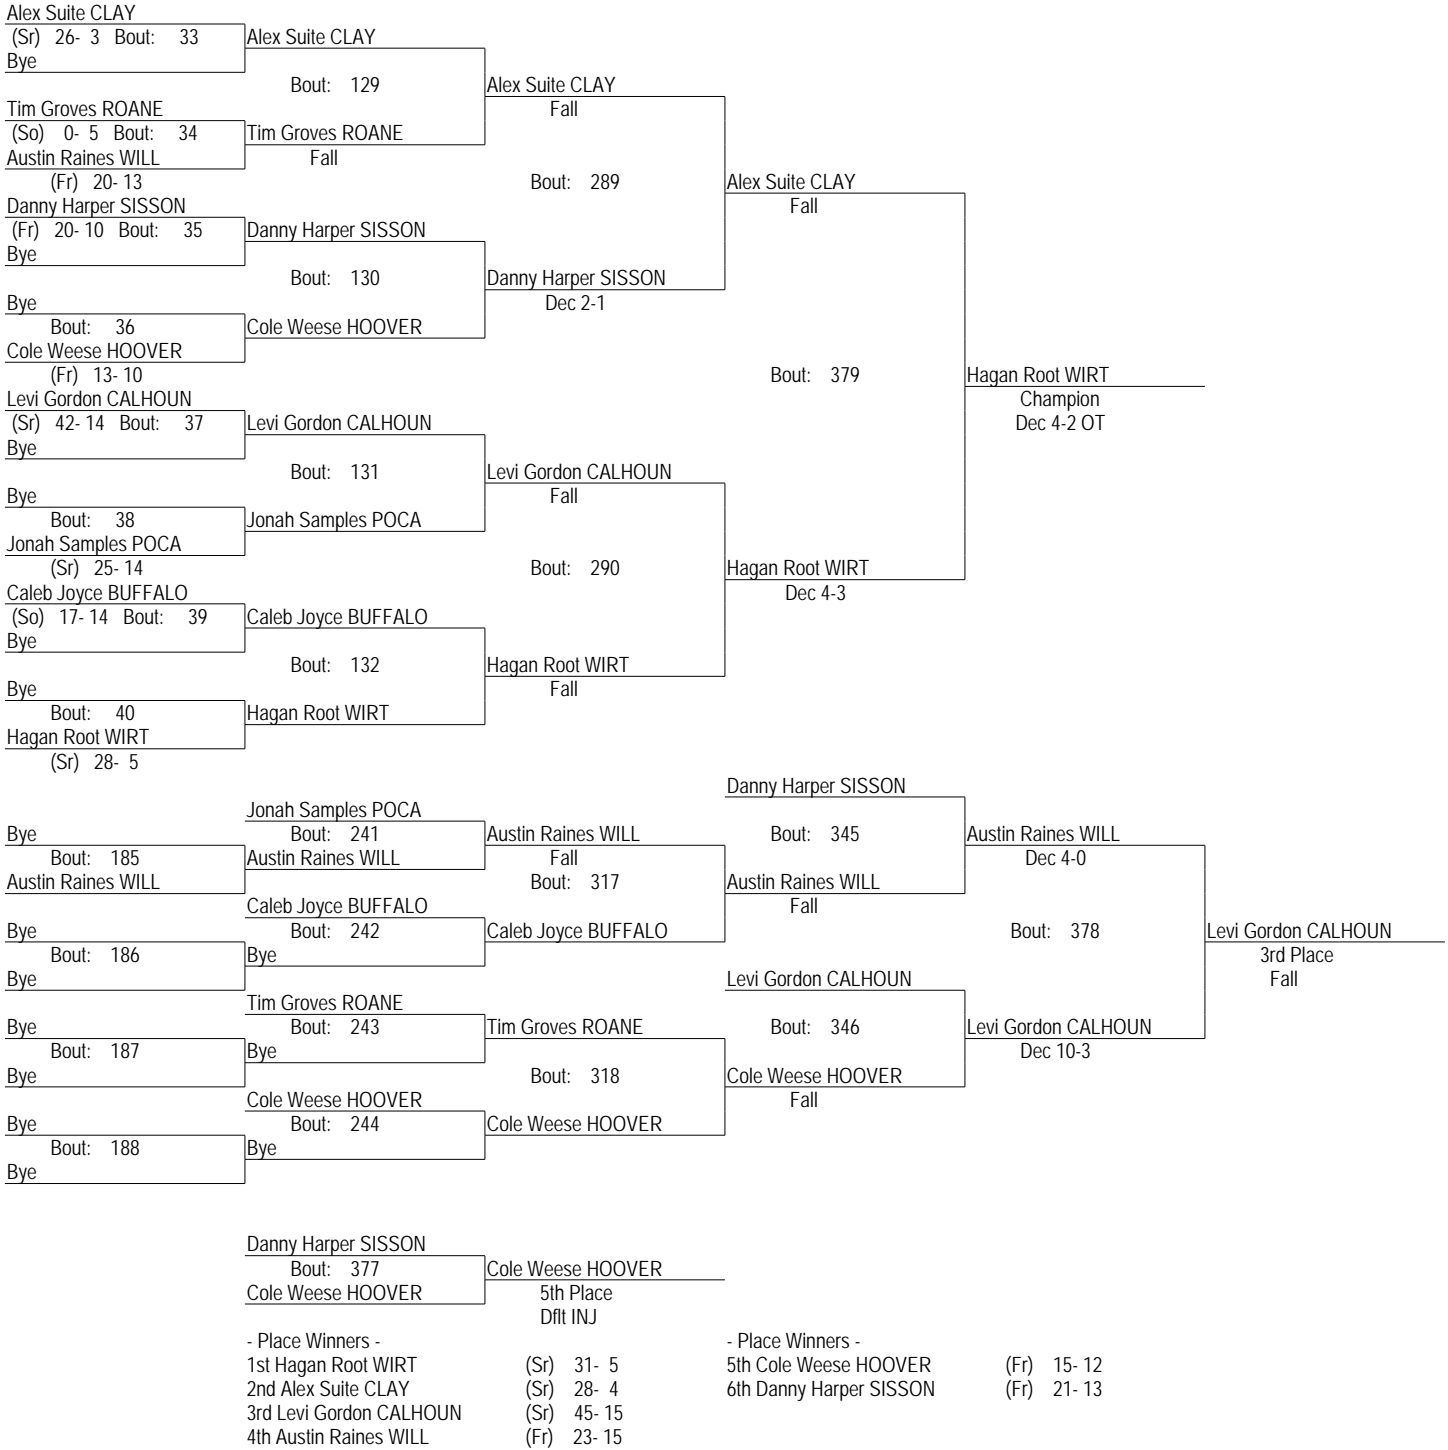 Alex Suite CLAY
(Sr) 26- 3 Bout: 33 Alex Suite CLAY
Bye
Bout: 129 Alex Suite CLAY
Tim Groves ROANE Fall
(So) 0- 5 Bout: 34 Tim Groves ROANE
Austin Raines WILL Fall
(Fr) 20- 13 Bout: 289 Alex Suite CLAY
Danny Harper SISSON Fall
(Fr) 20- 10 Bout: 35 Danny Harper SISSON
Bye
Bout: 130 Danny Harper SISSON
Bye Dec 2-1
Bout: 36 Cole Weese HOOVER
Cole Weese HOOVER
(Fr) 13- 10 Bout: 379 Hagan Root WIRT
Levi Gordon CALHOUN Champion
(Sr) 42- 14 Bout: 37 Levi Gordon CALHOUN Dec 4-2 OT
Bye
Bout: 131 Levi Gordon CALHOUN
Bye Fall
Bout: 38 Jonah Samples POCA
Jonah Samples POCA
(Sr) 25- 14 Bout: 290 Hagan Root WIRT
Caleb Joyce BUFFALO Dec 4-3
(So) 17- 14 Bout: 39 Caleb Joyce BUFFALO
Bye
Bout: 132 Hagan Root WIRT
Bye Fall
Bout: 40 Hagan Root WIRT
Hagan Root WIRT
(Sr) 28- 5
Danny Harper SISSON
Jonah Samples POCA
Bye Bout: 241 Austin Raines WILL Bout: 345 Austin Raines WILL
Bout: 185 Austin Raines WILL Fall Dec 4-0
Austin Raines WILL Bout: 317 Austin Raines WILL
Caleb Joyce BUFFALO Fall
Bye Bout: 242 Caleb Joyce BUFFALO Bout: 378 Levi Gordon CALHOUN
Bout: 186 Bye 3rd Place
Bye Levi Gordon CALHOUN Fall
Tim Groves ROANE
Bye Bout: 243 Tim Groves ROANE Bout: 346 Levi Gordon CALHOUN
Bout: 187 Bye Dec 10-3
Bye Bout: 318 Cole Weese HOOVER
Cole Weese HOOVER Fall
Bye Bout: 244 Cole Weese HOOVER
Bout: 188 Bye
Bye
Danny Harper SISSON
Bout: 377 Cole Weese HOOVER
Cole Weese HOOVER 5th Place
Dflt INJ
- Place Winners - - Place Winners -
1st Hagan Root WIRT (Sr) 31- 5 5th Cole Weese HOOVER (Fr) 15- 12
2nd Alex Suite CLAY (Sr) 28- 4 6th Danny Harper SISSON (Fr) 21- 13
3rd Levi Gordon CALHOUN (Sr) 45- 15
4th Austin Raines WILL (Fr) 23- 15